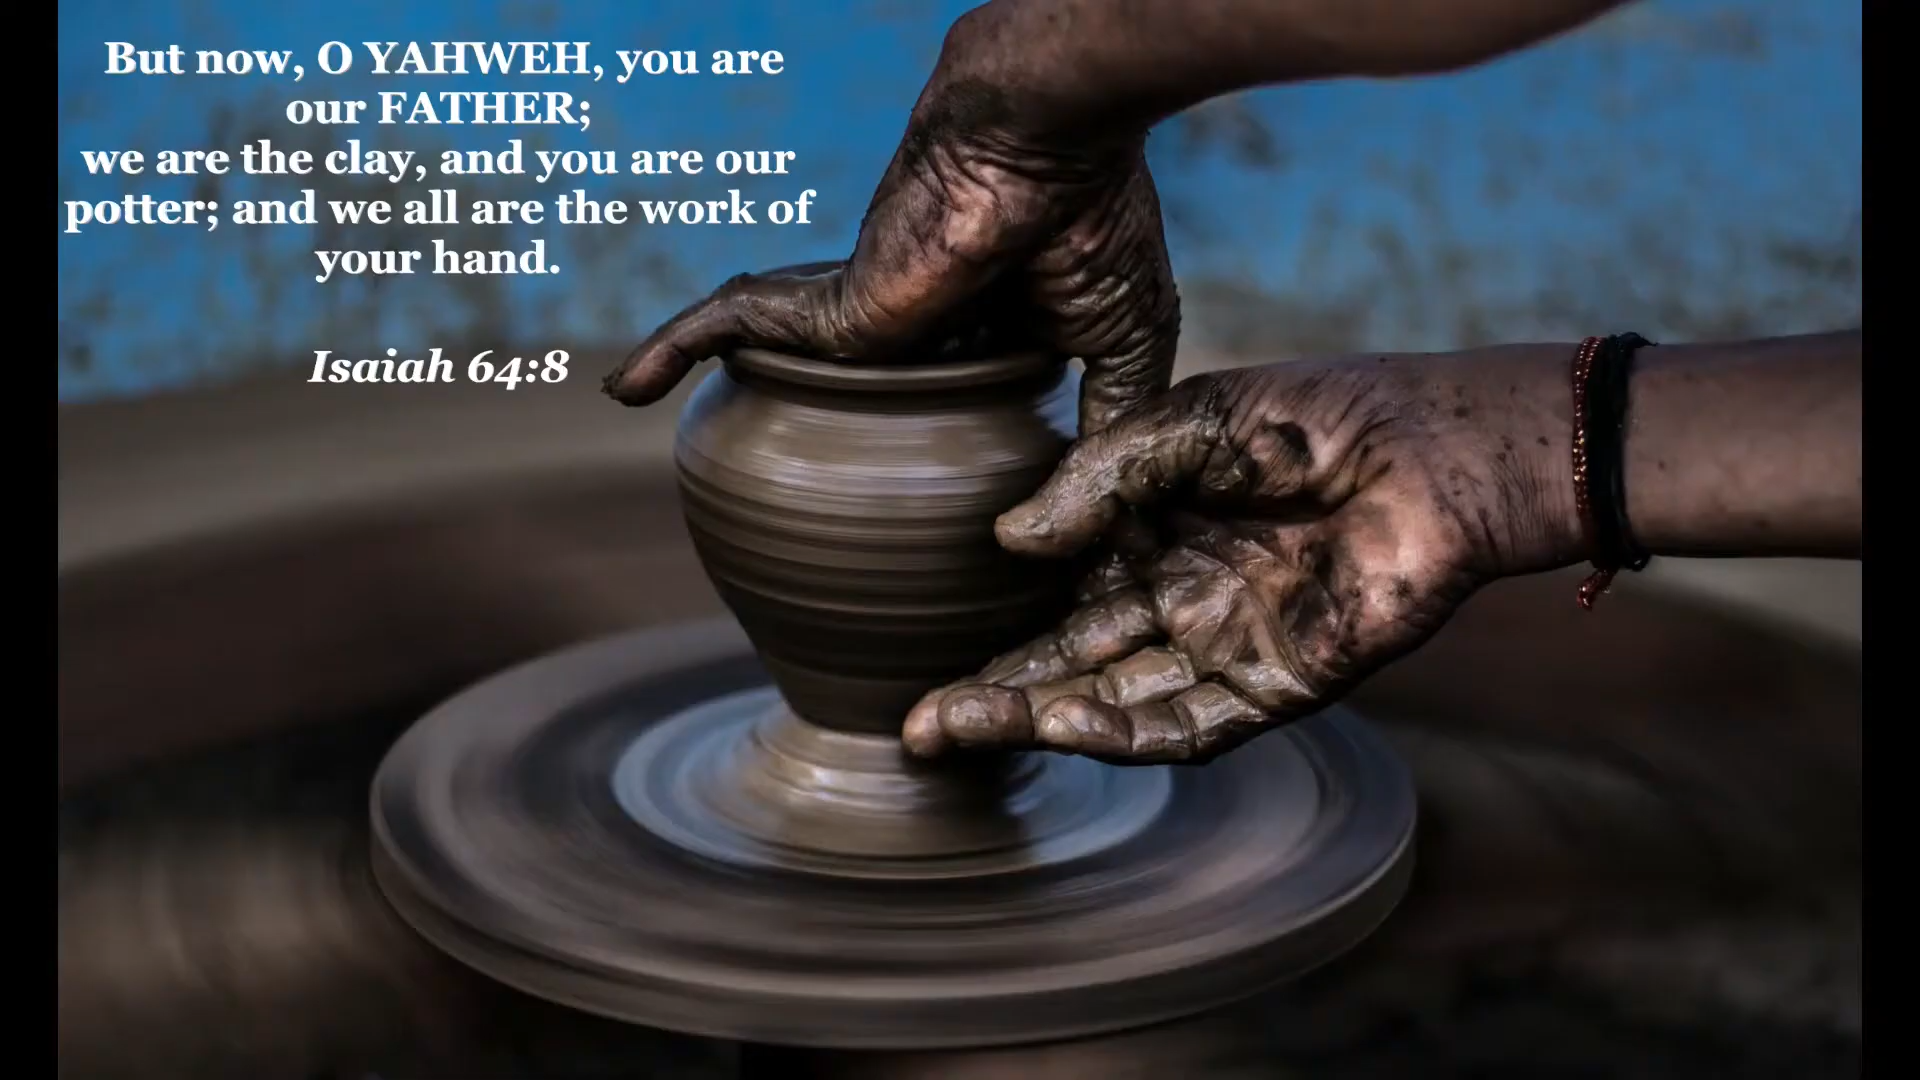 But now, O YAHWEH, you are
our FATHER;
we are the clay, and you are our
potter; and we all are the work of
your hand.
Isaiah 64:8